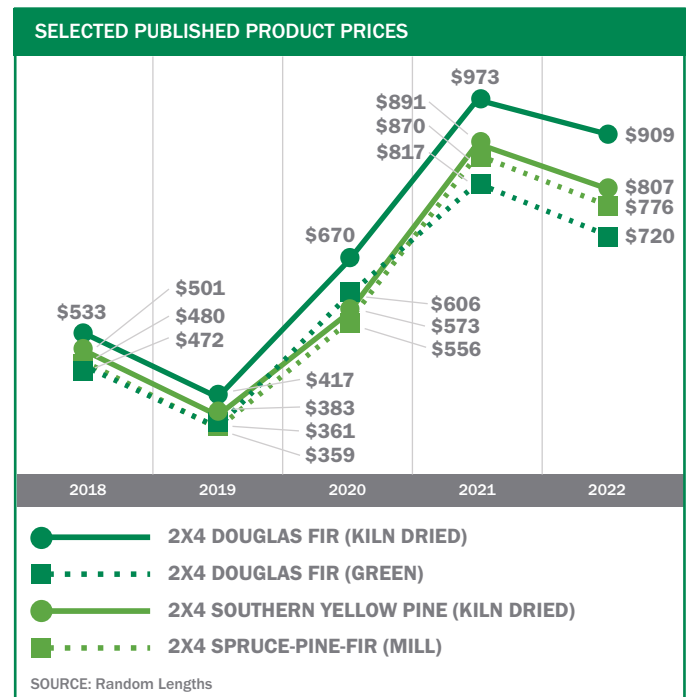 SELECTED PUBLISHED PRODUCT PRICES
$973
$891
$870
$817
$909
$807
$776
$720
$670
$501
$533
$480
$472
$606
$573
$556
$417
$383
$361
$359
2018 2019 2020 2021 2022
2X4 DOUGLAS FIR (KILN DRIED)
2X4 DOUGLAS FIR (GREEN)
2X4 SOUTHERN YELLOW PINE (KILN DRIED)
2X4 SPRUCE-PINE-FIR (MILL)
SOURCE: Random Lengths